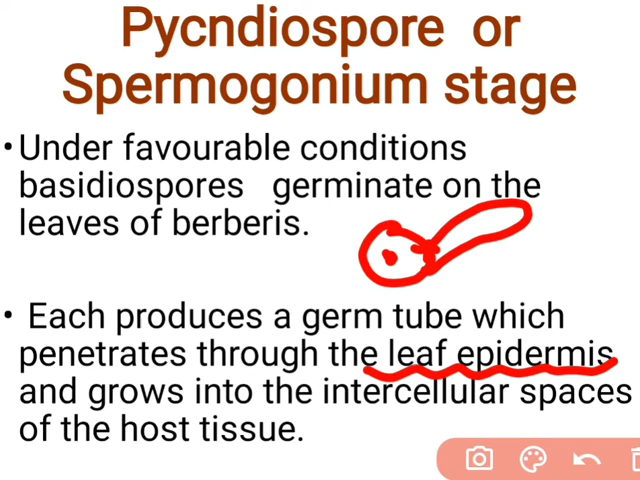 Pycndiospore or
Spermogonium stage
•Under favourable conditions
basidiospores germinate on the
leaves of berberis.
• Each produces a germ tube which
penetrates through the leaf epidermis
and grows into the intercellular spaces
of the host tissue.